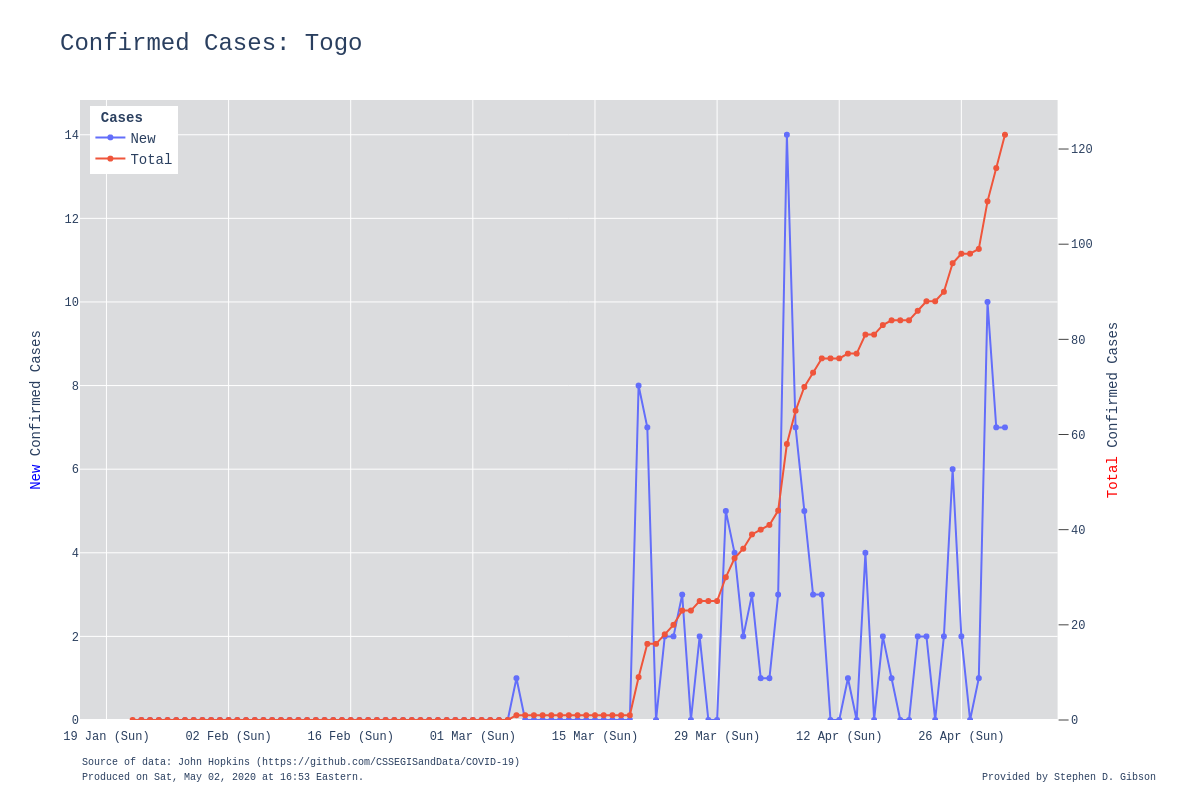 Confirmed Cases: Togo
Cases
New
Total
14
12
10
8
6
4
2
0
120
100
80
60
40
20
0
New Confirmed Cases
Total Confirmed Cases
19 Jan (Sun) 02 Feb (Sun) 16 Feb (Sun) 01 Mar (Sun) 15 Mar (Sun) 29 Mar (Sun) 12 Apr (Sun) 26 Apr (Sun)
Source of data: John Hopkins (https://github.com/CSSEGISandData/COVID-19)
Produced on Sat, May 02, 2020 at 16:53 Eastern.
Provided by Stephen D. Gibson